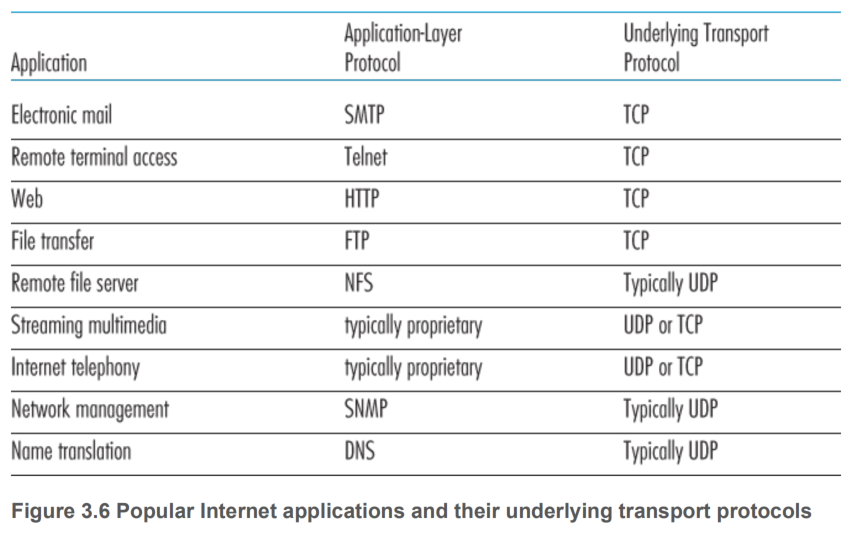 Application Application-Layer Protocol Underlying Transport Protocol
Electronic mail SMTP TCP
Remote terminal access Telnet TCP
Web HTTP TCP
File transfer FTP TCP
Remote file server NFS Typically UDP
Streaming multimedia typically proprietary UDP or TCP
Internet telephony typically proprietary UDP or TCP
Network management SNMP Typically UDP
Name translation DNS Typically UDP
Figure 3.6 Popular Internet applications and their underlying transport protocols